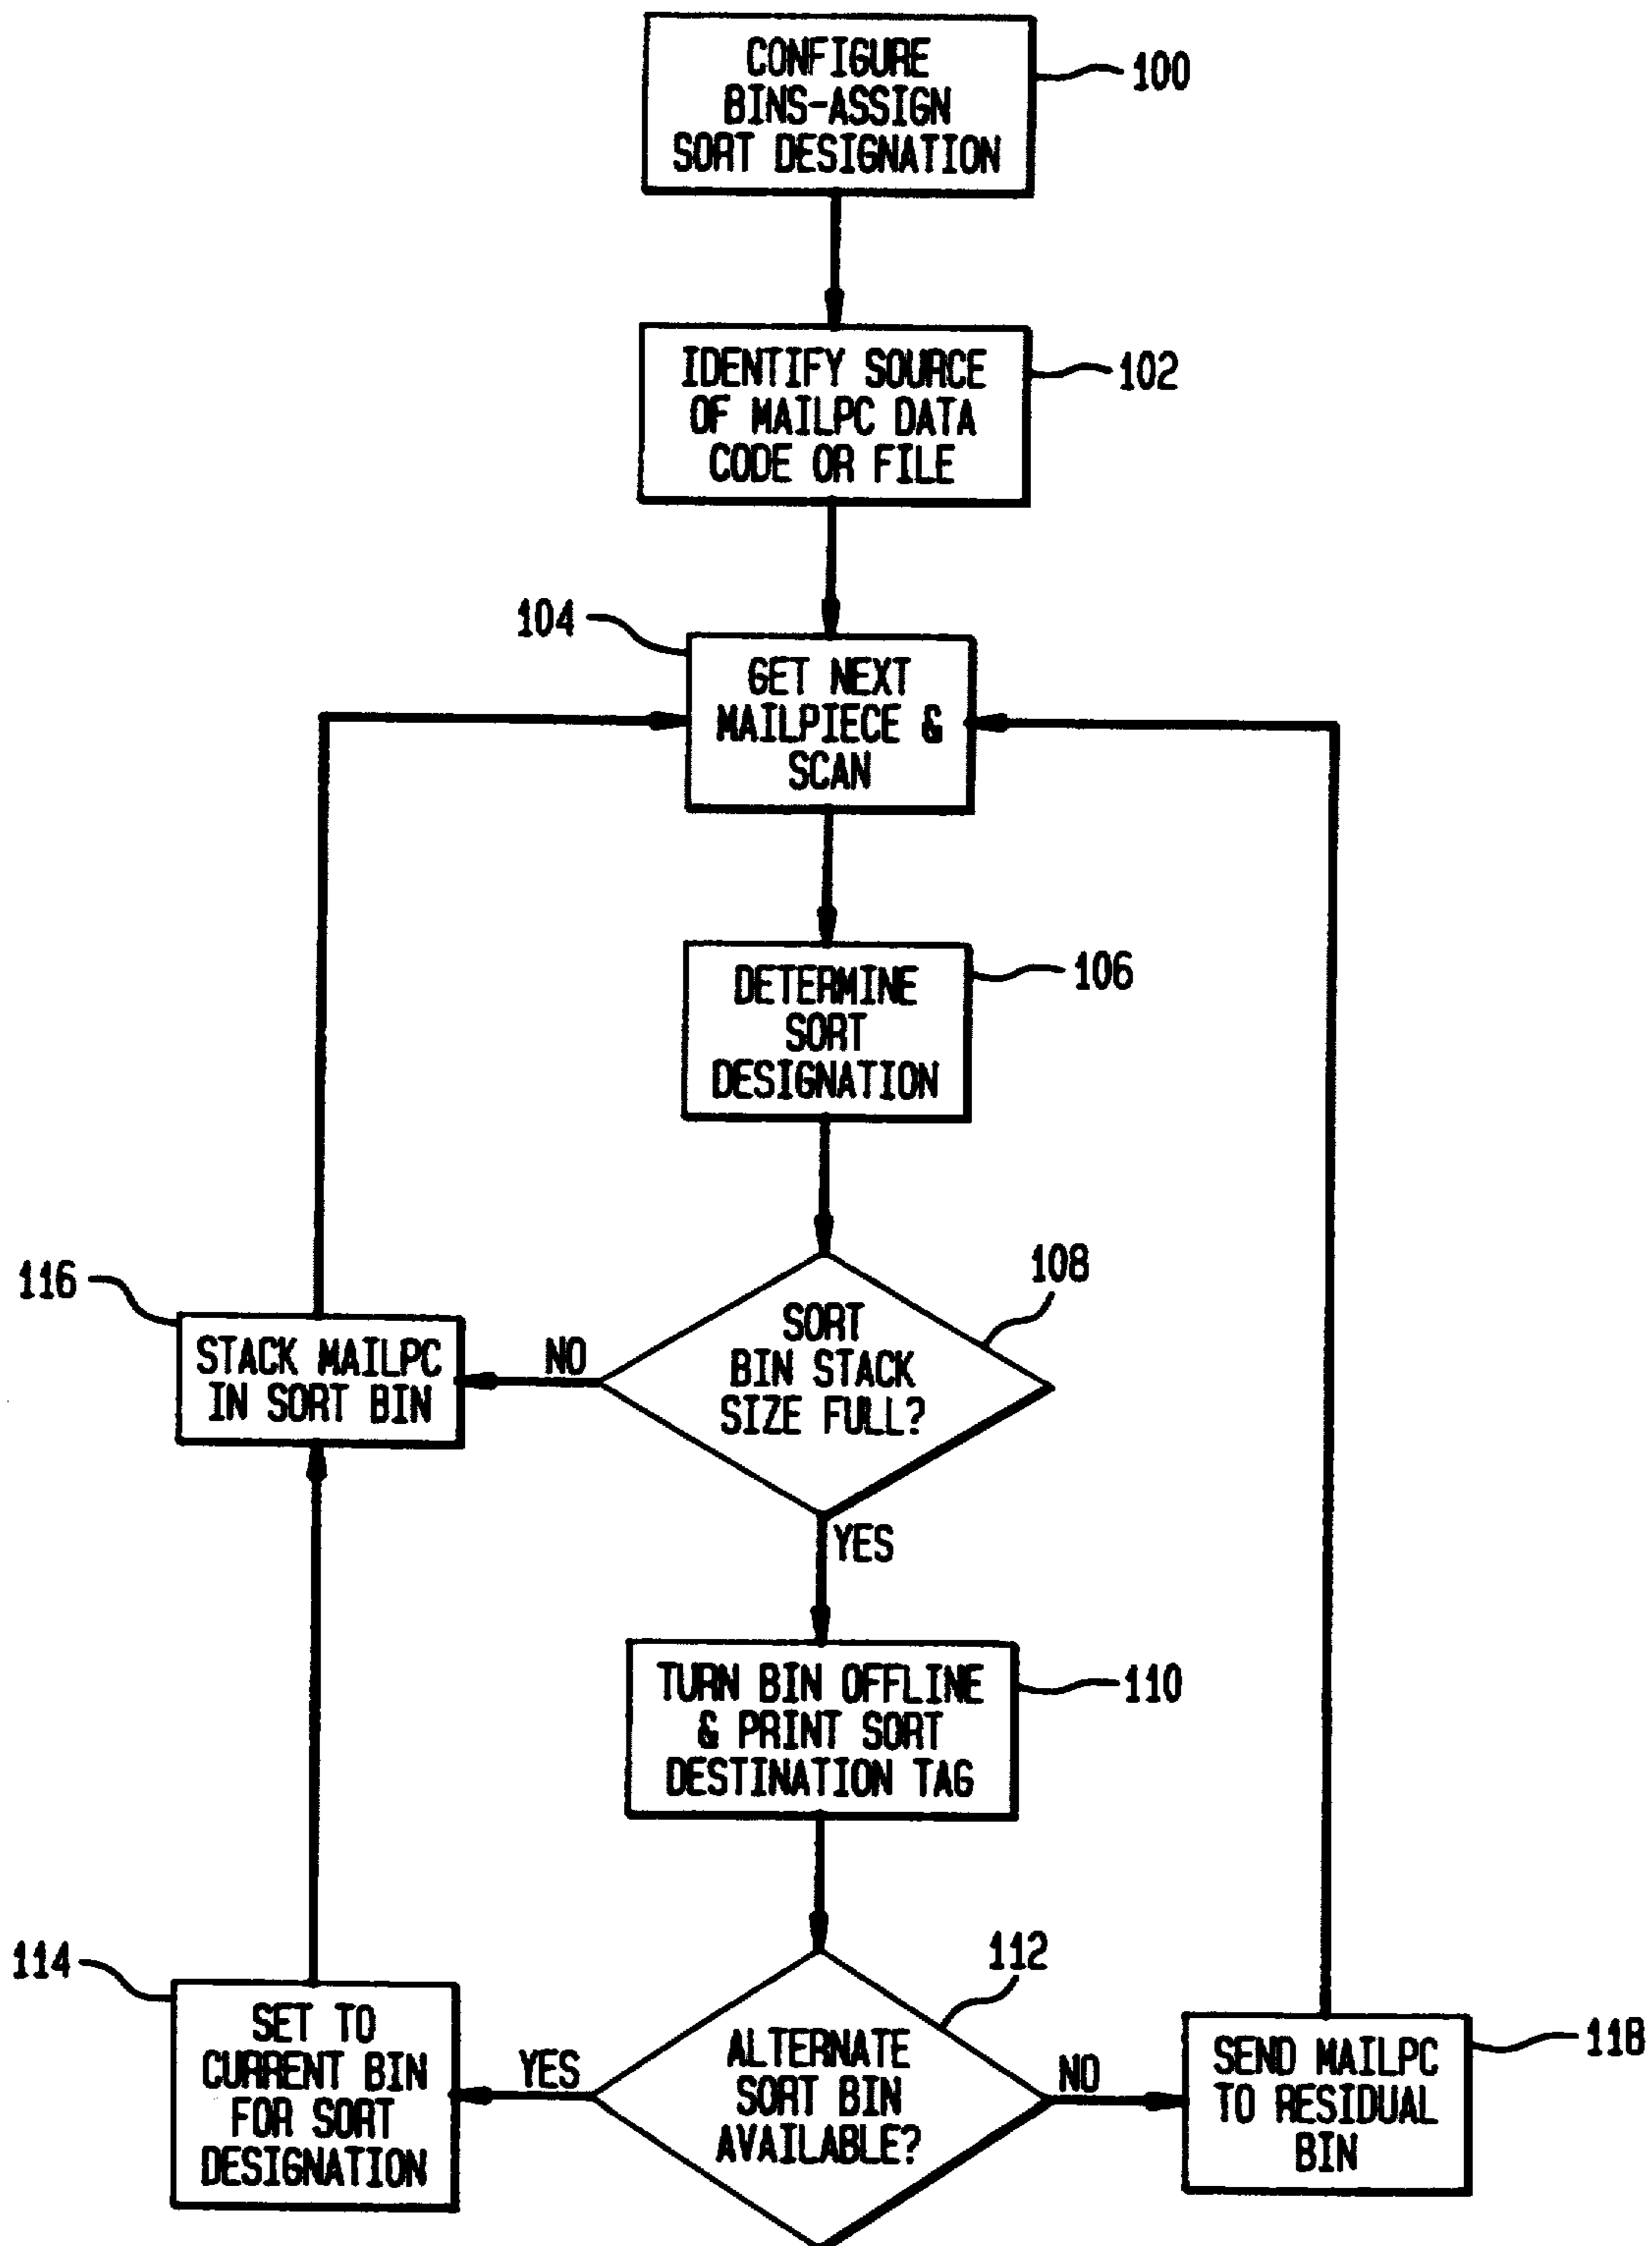 CONFIGURE
BINS-ASSIGN
SORT DESIGNATION
100
IDENTIFY SOURCE
OF MAILPC DATA
CODE OR FILE
102
104
GET NEXT
MAILPIECE &
SCAN
DETERMINE
SORT
DESIGNATION
106
108
SORT
BIN STACK
SIZE FULL?
NO
116
STACK MAILPC
IN SORT BIN
YES
TURN BIN OFFLINE
& PRINT SORT
DESTINATION TAG
110
112
ALTERNATE
SORT BIN
AVAILABLE?
YES
114
SET TO
CURRENT BIN
FOR SORT
DESIGNATION
NO
SEND MAILPC
TO RESIDUAL
BIN
118